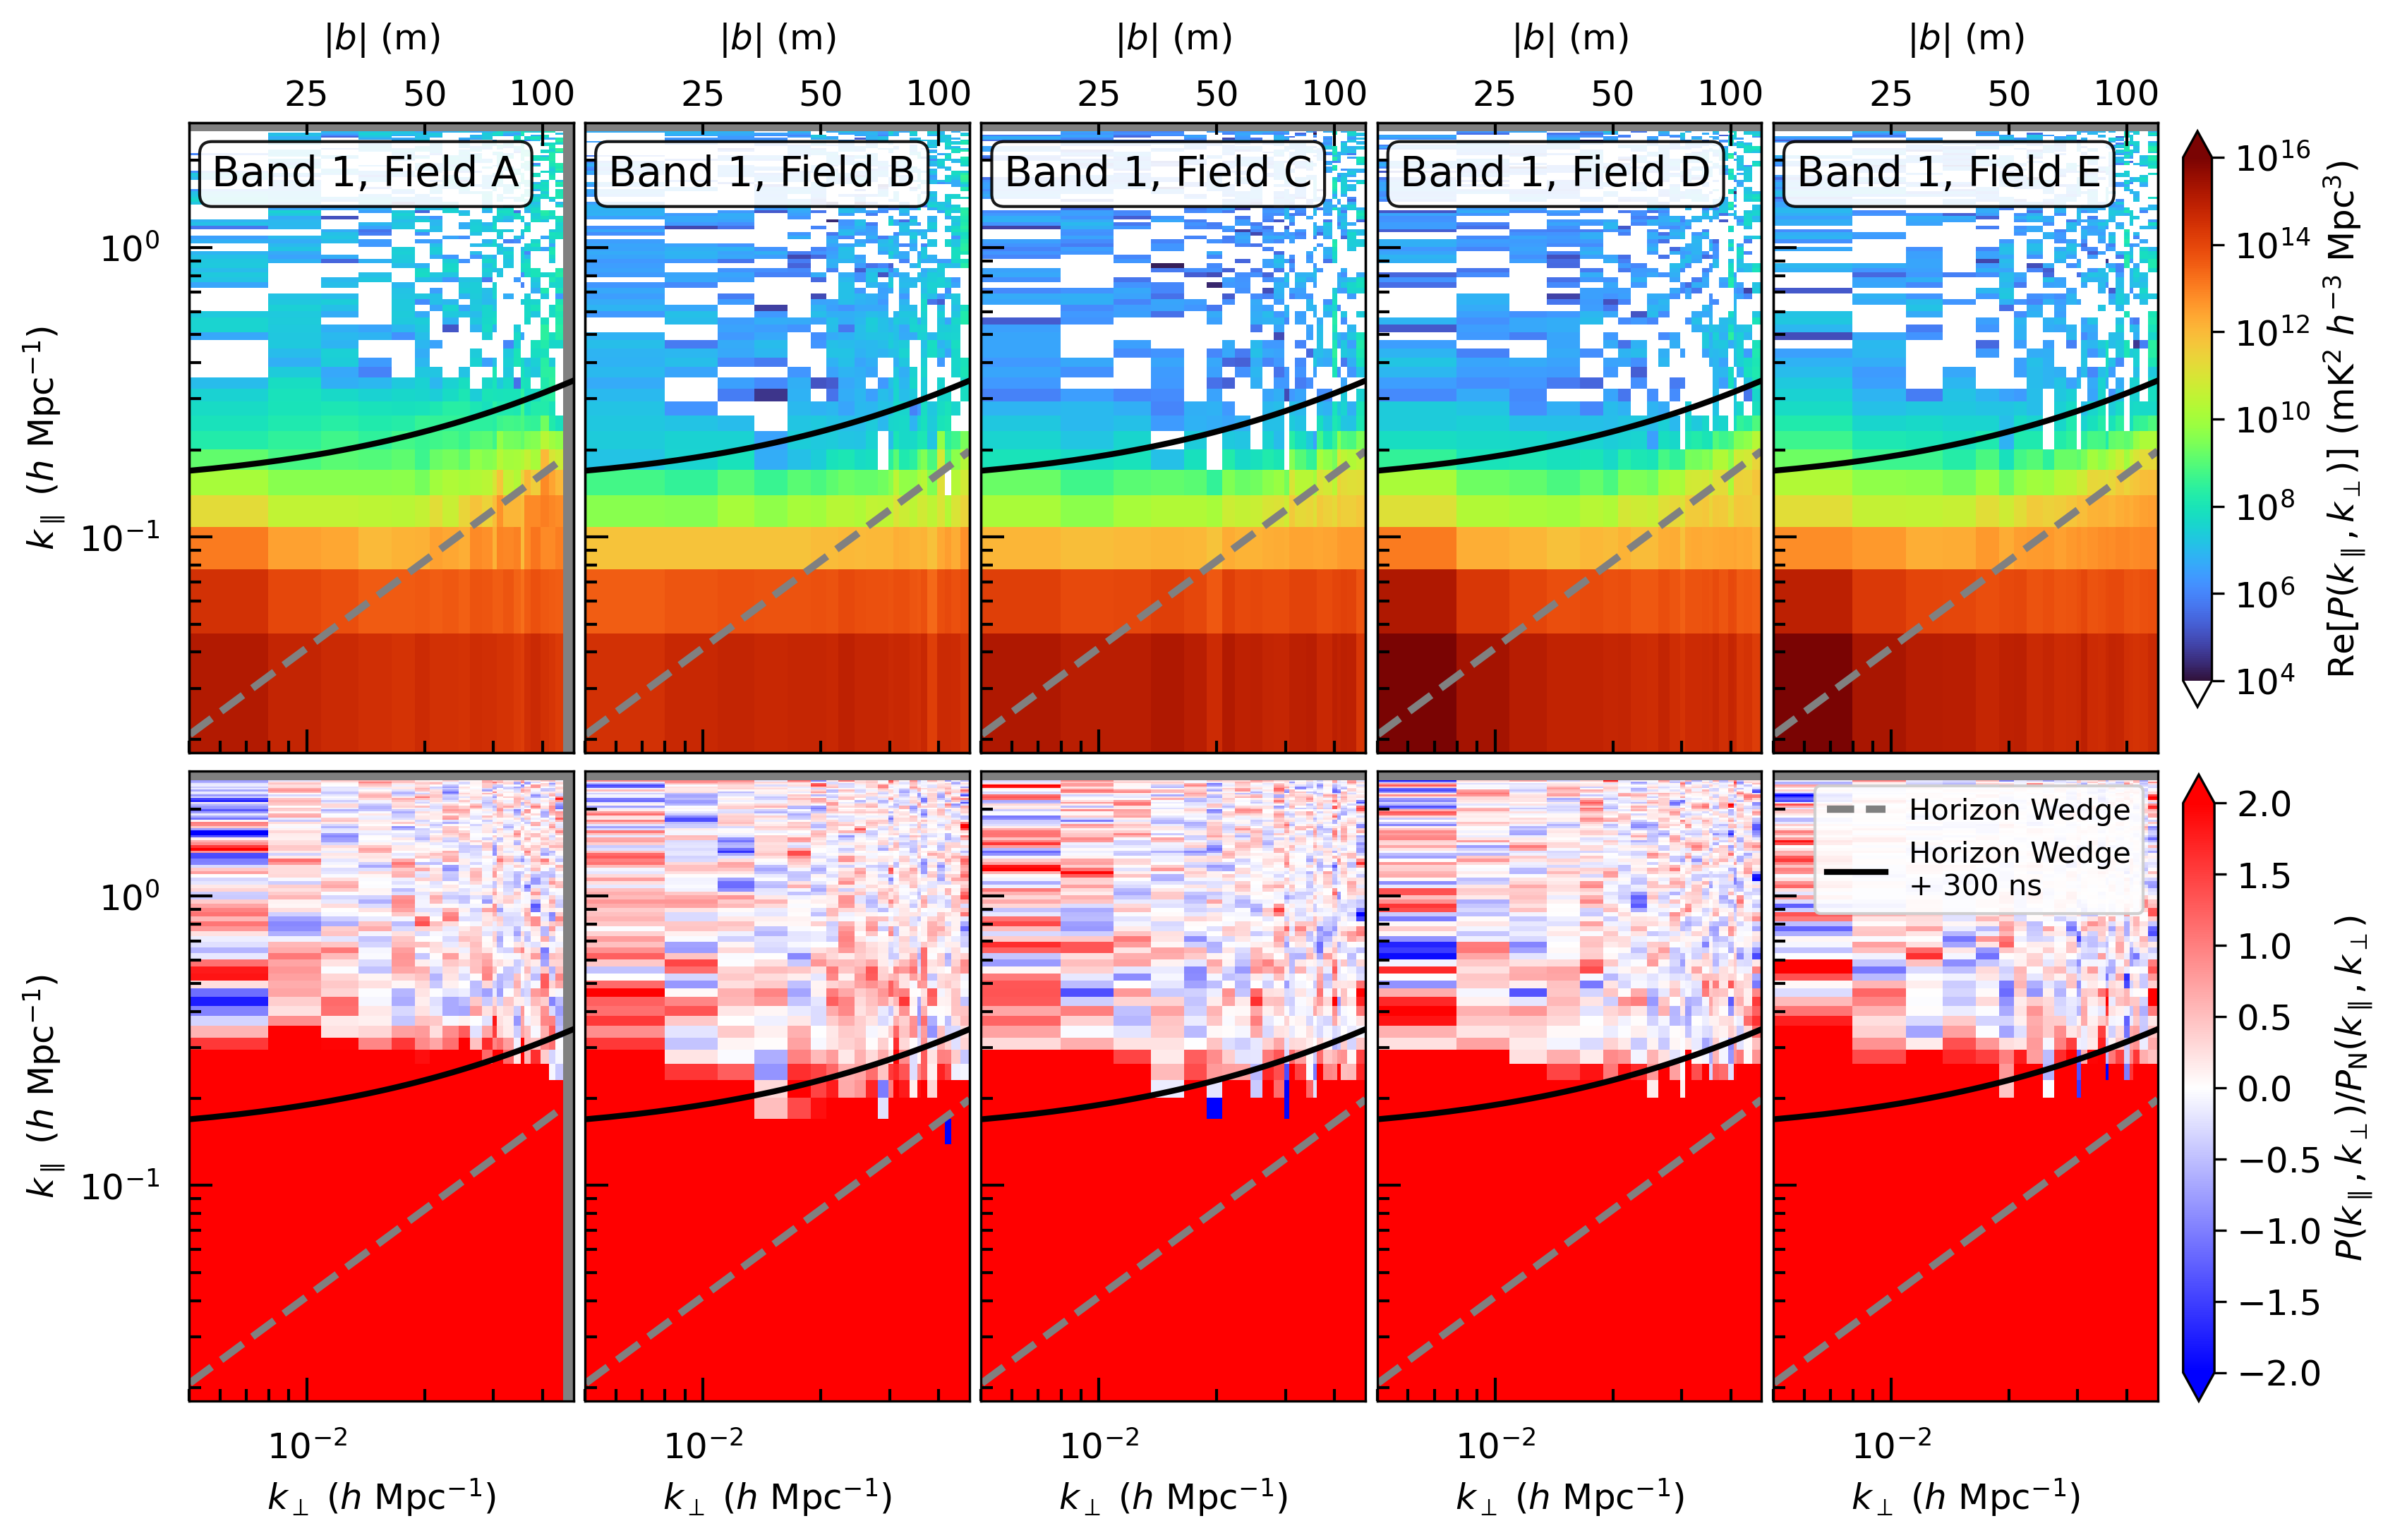 |b| (m) |b| (m) |b| (m) |b| (m) |b| (m)
25 50 100 25 50 100 25 50 100 25 50 100 25 50 100
Band 1, Field A Band 1, Field B Band 1, Field C Band 1, Field D Band 1, Field E
10⁰
10⁻¹
k∥ (h Mpc⁻¹)
10¹⁶
10¹⁴
10¹²
10¹⁰
10⁸
10⁶
10⁴
Re[P(k∥, k⊥)] (mK² h⁻³ Mpc³)
Horizon Wedge
Horizon Wedge
+ 300 ns
10⁰
10⁻¹
k∥ (h Mpc⁻¹)
2.0
1.5
1.0
0.5
0.0
−0.5
−1.0
−1.5
−2.0
P(k∥, k⊥)/P_N(k∥, k⊥)
10⁻² 10⁻² 10⁻² 10⁻² 10⁻²
k⊥ (h Mpc⁻¹) k⊥ (h Mpc⁻¹) k⊥ (h Mpc⁻¹) k⊥ (h Mpc⁻¹) k⊥ (h Mpc⁻¹)